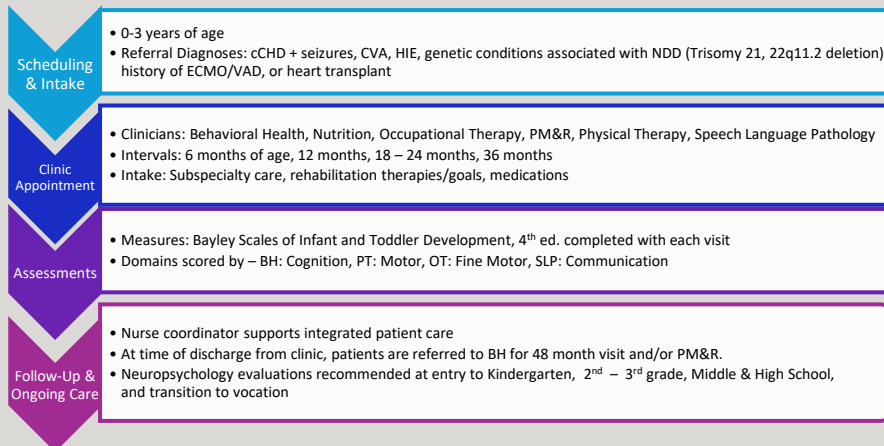 Scheduling
& Intake
• 0-3 years of age
• Referral Diagnoses: cCHD + seizures, CVA, HIE, genetic conditions associated with NDD (Trisomy 21, 22q11.2 deletion)
history of ECMO/VAD, or heart transplant
Clinic
Appointment
• Clinicians: Behavioral Health, Nutrition, Occupational Therapy, PM&R, Physical Therapy, Speech Language Pathology
• Intervals: 6 months of age, 12 months, 18 – 24 months, 36 months
• Intake: Subspecialty care, rehabilitation therapies/goals, medications
Assessments
• Measures: Bayley Scales of Infant and Toddler Development, 4th ed. completed with each visit
• Domains scored by – BH: Cognition, PT: Motor, OT: Fine Motor, SLP: Communication
Follow-Up &
Ongoing Care
• Nurse coordinator supports integrated patient care
• At time of discharge from clinic, patients are referred to BH for 48 month visit and/or PM&R.
• Neuropsychology evaluations recommended at entry to Kindergarten, 2nd – 3rd grade, Middle & High School,
and transition to vocation